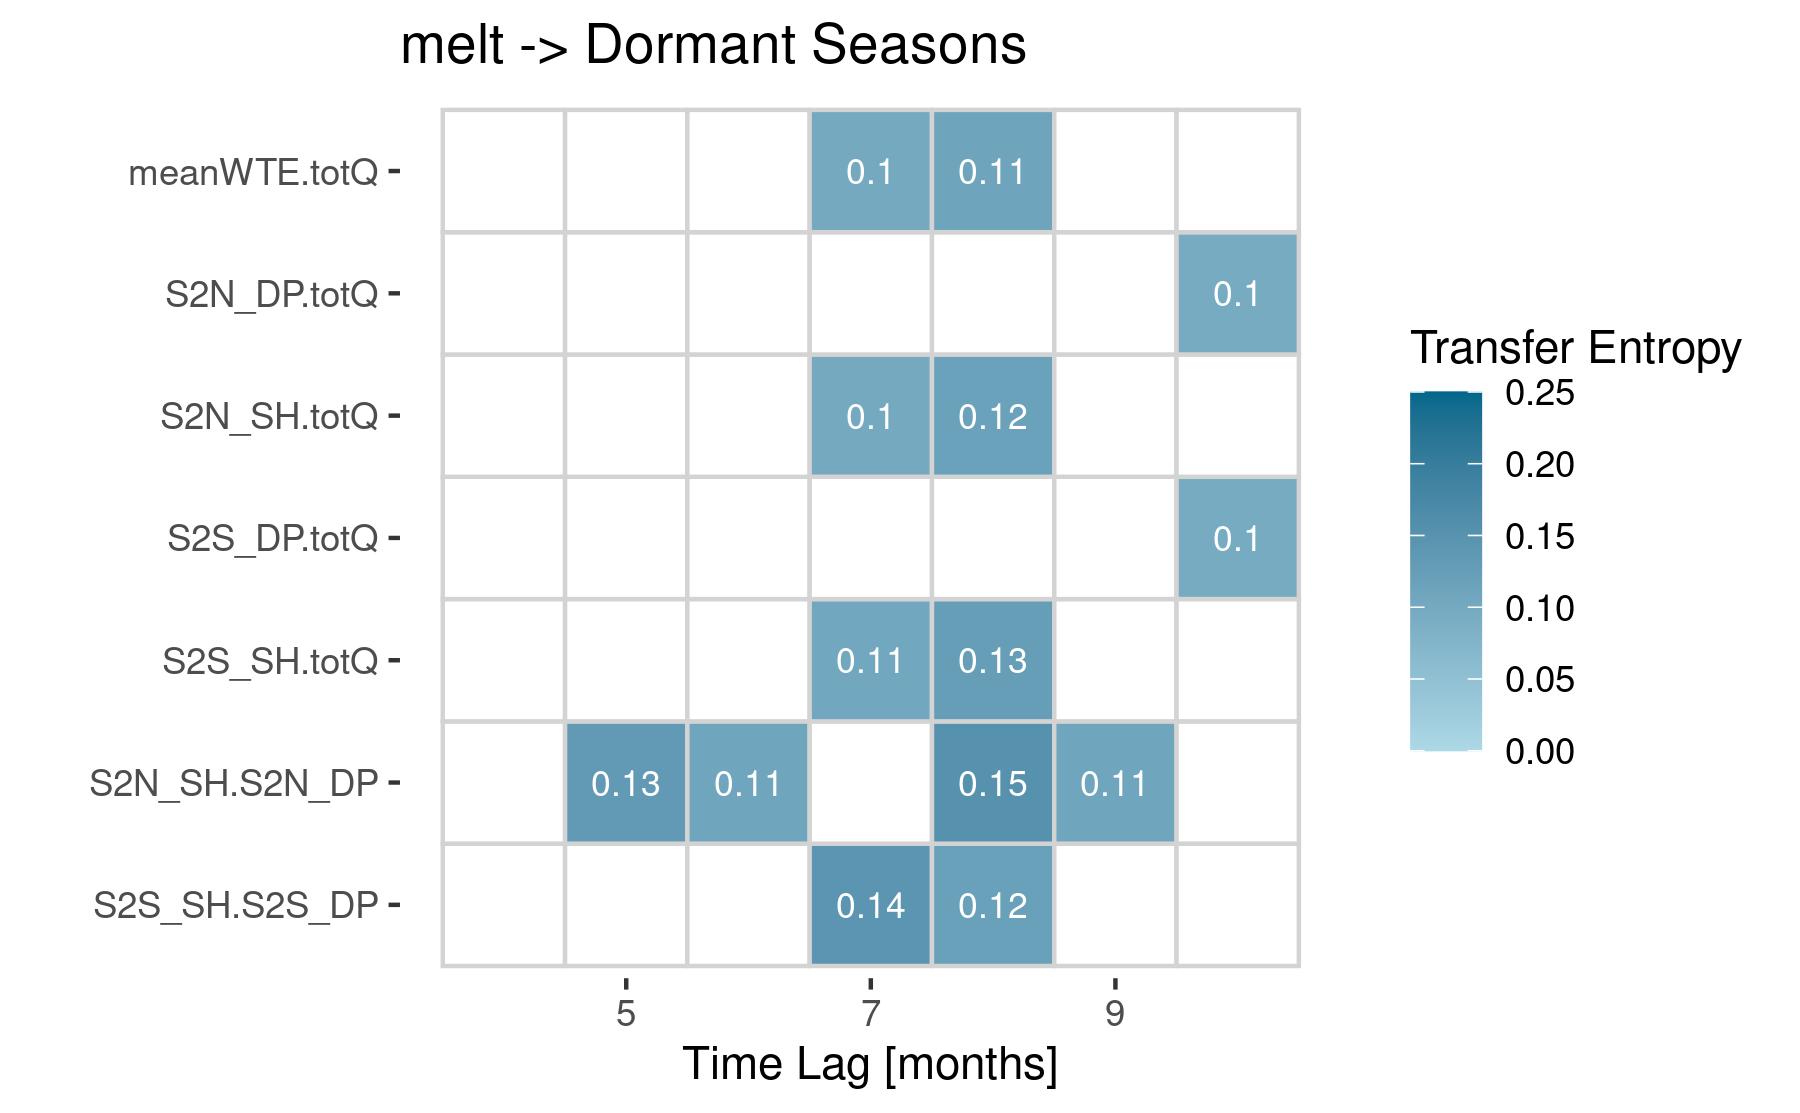 melt -> Dormant Seasons
meanWTE.totQ
0.1 0.11
S2N_DP.totQ
0.1
S2N_SH.totQ
0.1 0.12
S2S_DP.totQ
0.1
S2S_SH.totQ
0.11 0.13
S2N_SH.S2N_DP
0.13 0.11 0.15 0.11
S2S_SH.S2S_DP
0.14 0.12
5 7 9
Time Lag [months]
Transfer Entropy
0.25
0.20
0.15
0.10
0.05
0.00